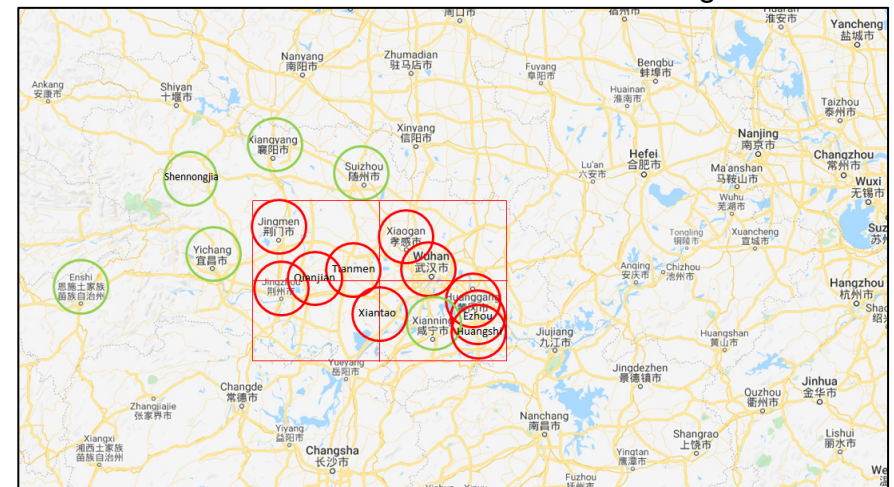 周口市
淮安市
Yancheng
盐城市
Nanyang
南阳市
Zhumadian
驻马店市
Fuyang
阜阳市
Bengbu
蚌埠市
Ankang
安康市
Shiyan
十堰市
Huainan
淮南市
Taizhou
泰州市
Xinyang
信阳市
Xiangyang
襄阳市
Nanjing
南京市
Hefei
合肥市
Changzhou
常州市
Suizhou
随州市
Shennongjia
Lu'an
六安市
Ma'anshan
马鞍山市
Wuxi
无锡市
Wuhu
芜湖市
Jingmen
荆门市
Xiaogan
孝感市
Tongling
铜陵市
Xuancheng
宣城市
Yichang
宜昌市
Wuhan
武汉市
Tianmen
Qianjian
Anqing
安庆市
Chizhou
池州市
Enshi
恩施土家族
苗族自治州
Jingzhou
荆州市
Hangzhou
杭州市
Huanggang
Xiantao
Ezhou
Xianning
咸宁市
Huangshi
Jiujiang
九江市
Huangshan
黄山市
Yueyang
岳阳市
Jingdezhen
景德镇市
Changde
常德市
Quzhou
衢州市
Jinhua
金华市
Zhangjiajie
张家界市
Nanchang
南昌市
Yiyang
益阳市
Xiangxi
湘西土家族
苗族自治州
Changsha
长沙市
Shangrao
上饶市
Lishui
丽水市
Yingtan
鹰潭市
Fuzhou